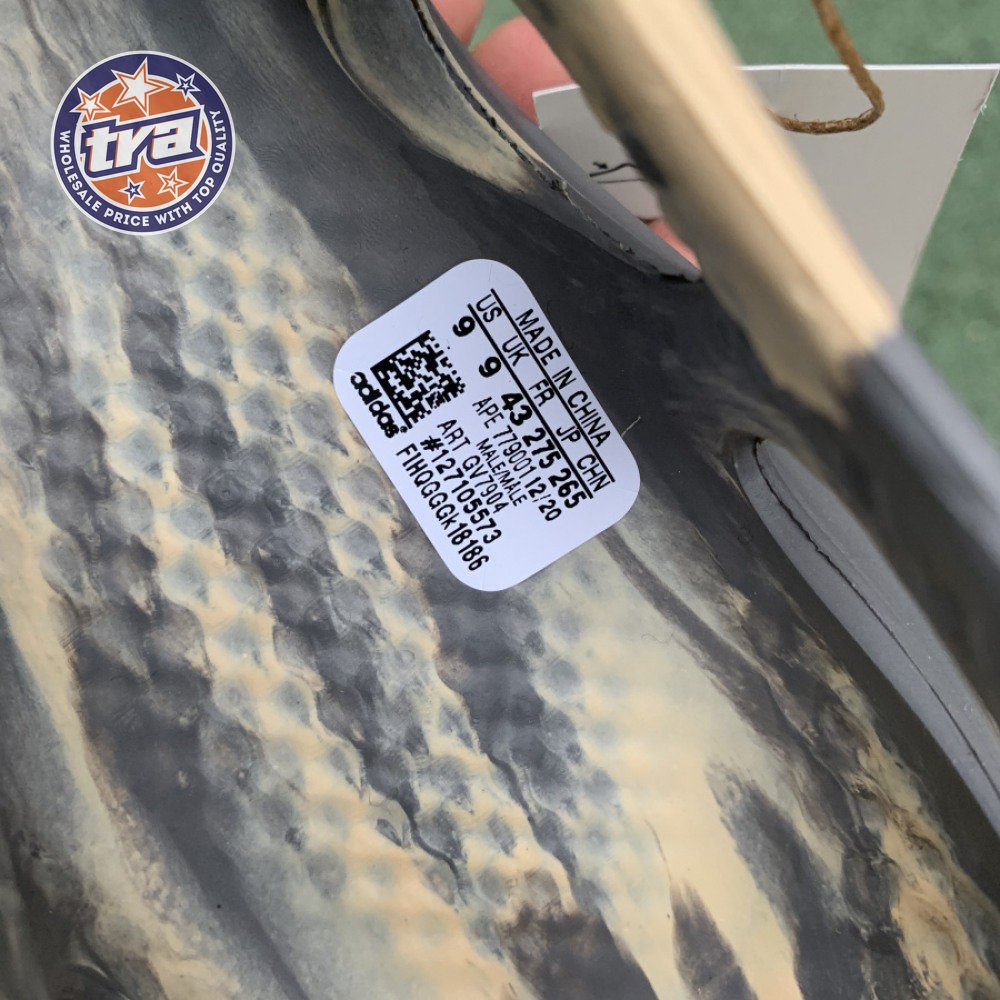 tra
WHOLESALE PRICE WITH TOP QUALITY
MADE IN CHINA
US UK FR JP CHN
9 9 43 275 265
APE 779001 12/20
MALE/MALE
ART GV7904
#127105573
FIHQGGGk18186
adidas